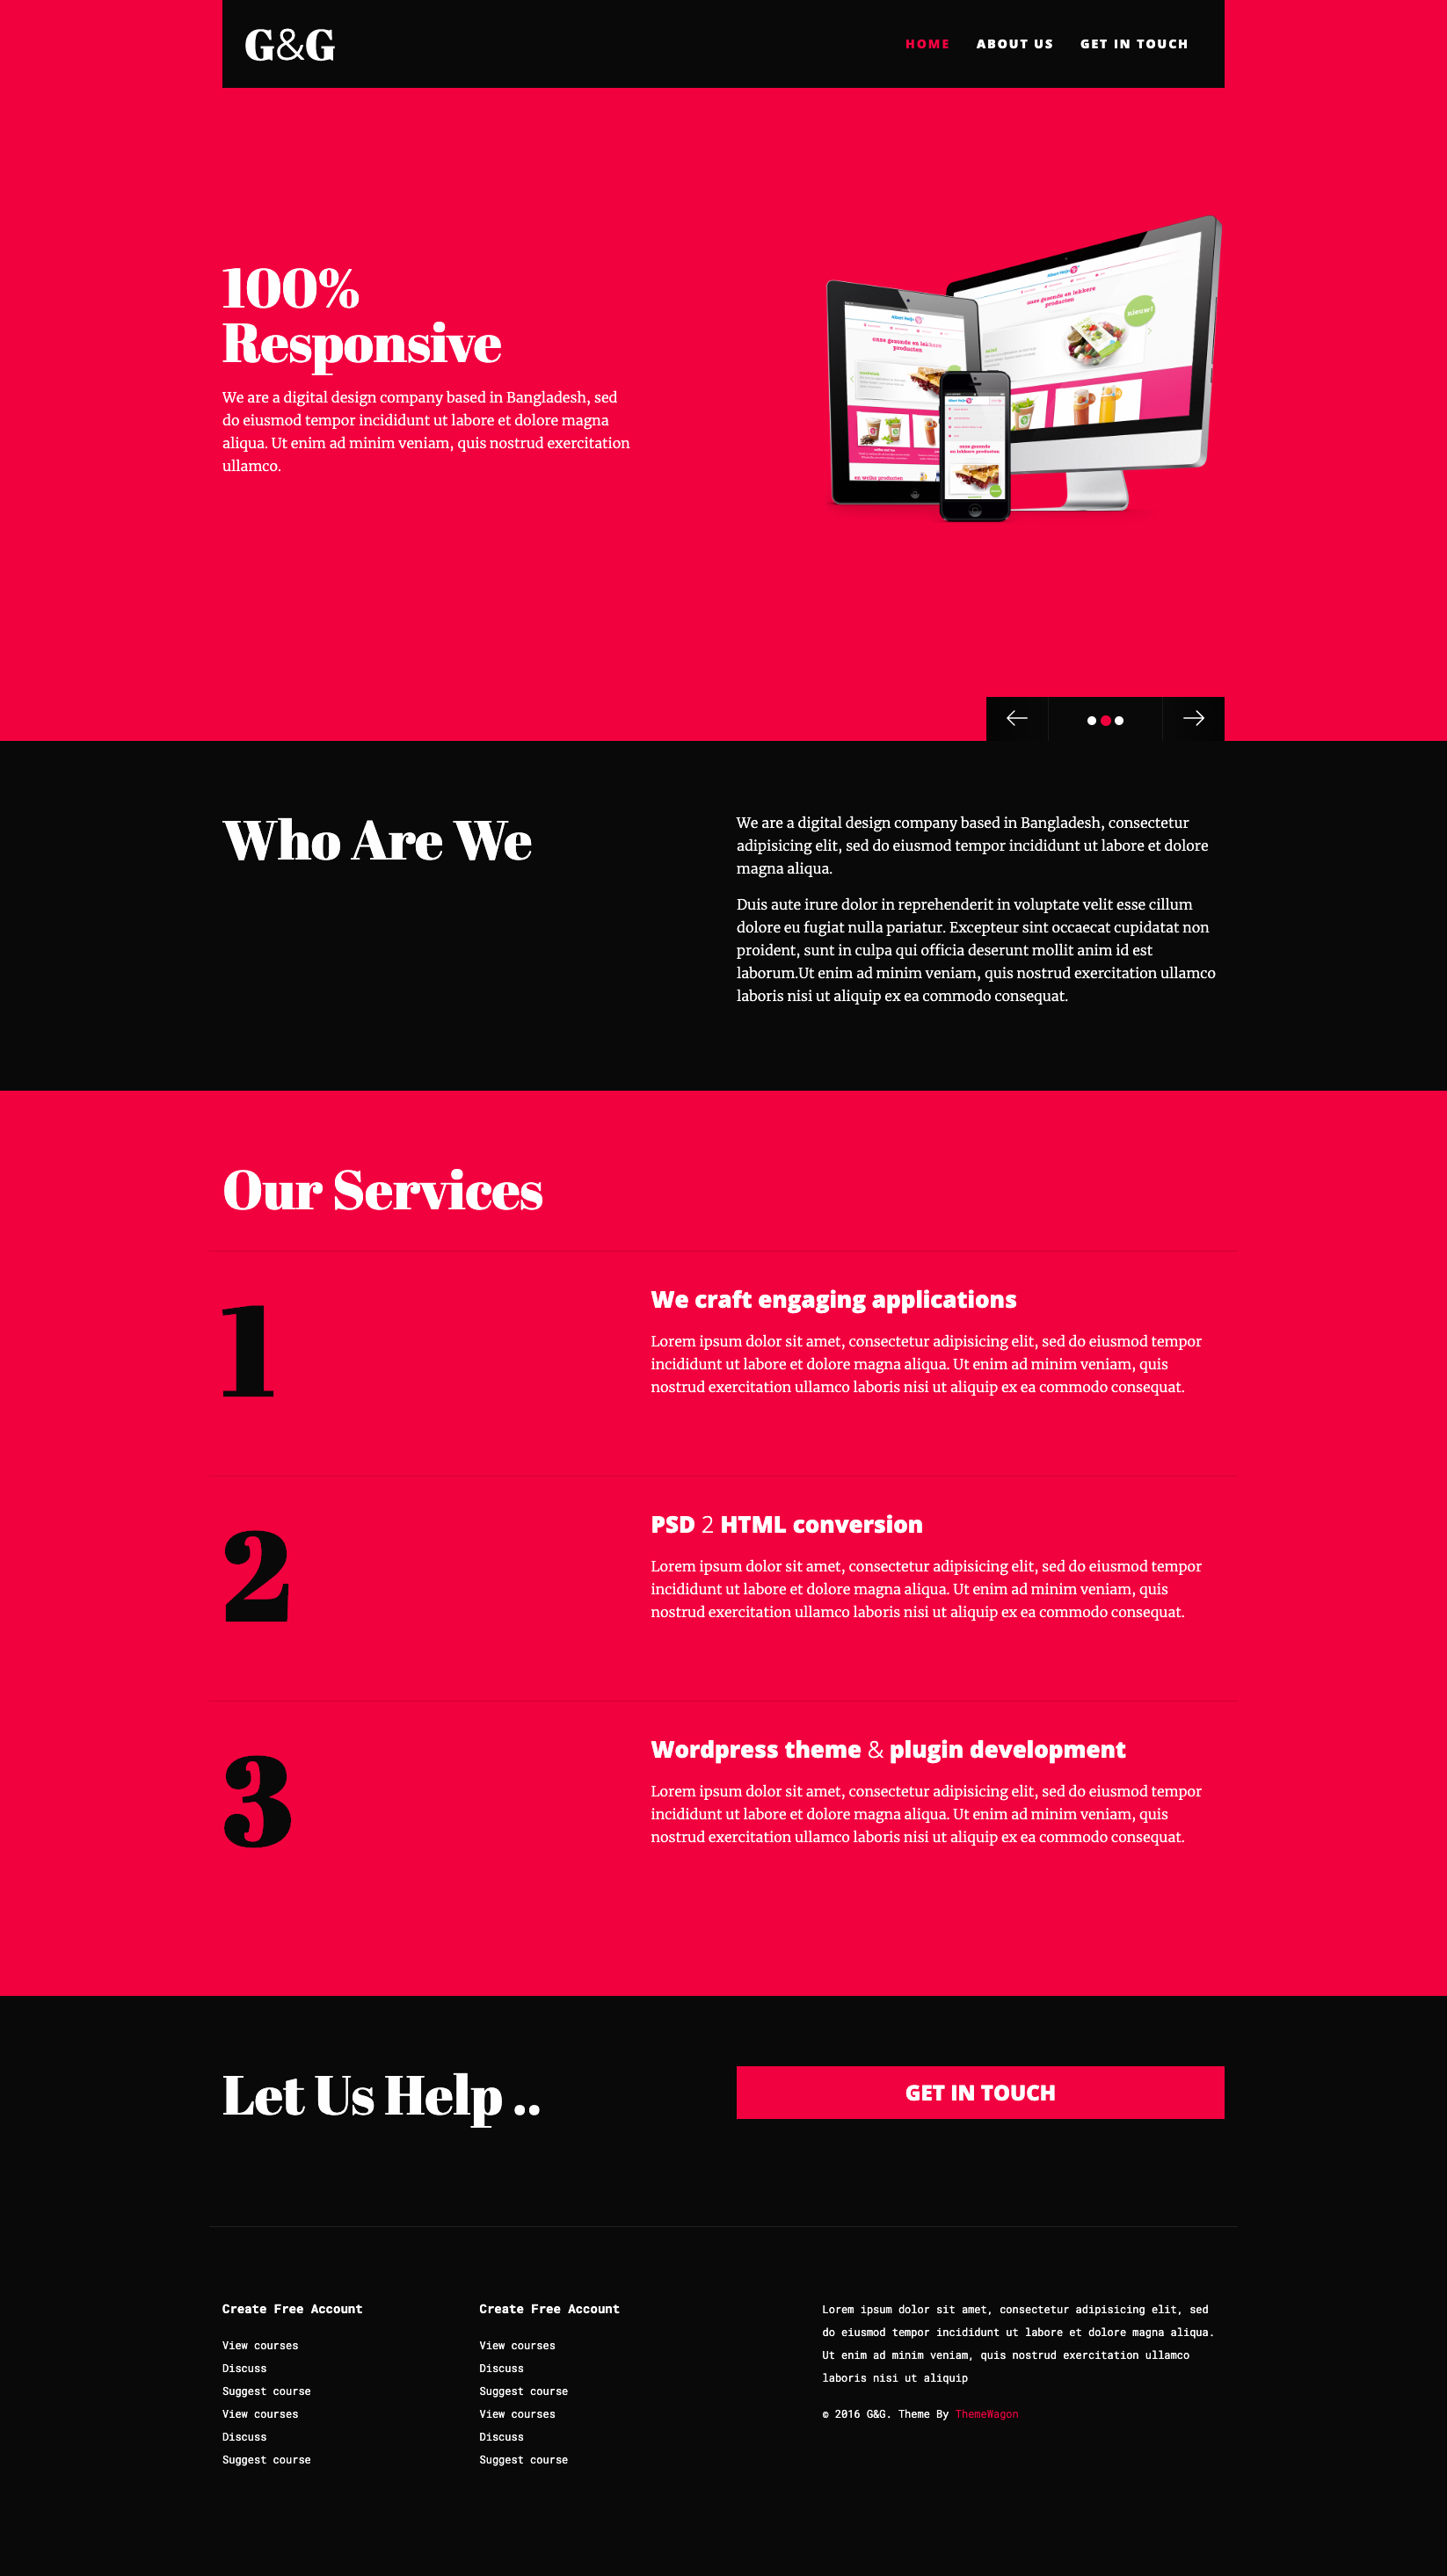 G&G
HOME
ABOUT US
GET IN TOUCH
100%
Responsive
We are a digital design company based in Bangladesh, sed
do eiusmod tempor incididunt ut labore et dolore magna
aliqua. Ut enim ad minim veniam, quis nostrud exercitation
ullamco.
onze gezonde en lekkere
producten
nieuw!
Who Are We
We are a digital design company based in Bangladesh, consectetur
adipisicing elit, sed do eiusmod tempor incididunt ut labore et dolore
magna aliqua.
Duis aute irure dolor in reprehenderit in voluptate velit esse cillum
dolore eu fugiat nulla pariatur. Excepteur sint occaecat cupidatat non
proident, sunt in culpa qui officia deserunt mollit anim id est
laborum.Ut enim ad minim veniam, quis nostrud exercitation ullamco
laboris nisi ut aliquip ex ea commodo consequat.
Our Services
1
We craft engaging applications
Lorem ipsum dolor sit amet, consectetur adipisicing elit, sed do eiusmod tempor
incididunt ut labore et dolore magna aliqua. Ut enim ad minim veniam, quis
nostrud exercitation ullamco laboris nisi ut aliquip ex ea commodo consequat.
2
PSD 2 HTML conversion
Lorem ipsum dolor sit amet, consectetur adipisicing elit, sed do eiusmod tempor
incididunt ut labore et dolore magna aliqua. Ut enim ad minim veniam, quis
nostrud exercitation ullamco laboris nisi ut aliquip ex ea commodo consequat.
3
Wordpress theme & plugin development
Lorem ipsum dolor sit amet, consectetur adipisicing elit, sed do eiusmod tempor
incididunt ut labore et dolore magna aliqua. Ut enim ad minim veniam, quis
nostrud exercitation ullamco laboris nisi ut aliquip ex ea commodo consequat.
Let Us Help ..
GET IN TOUCH
Create Free Account
View courses
Discuss
Suggest course
View courses
Discuss
Suggest course
Create Free Account
View courses
Discuss
Suggest course
View courses
Discuss
Suggest course
Lorem ipsum dolor sit amet, consectetur adipisicing elit, sed
do eiusmod tempor incididunt ut labore et dolore magna aliqua.
Ut enim ad minim veniam, quis nostrud exercitation ullamco
laboris nisi ut aliquip
© 2016 G&G. Theme By ThemeWagon